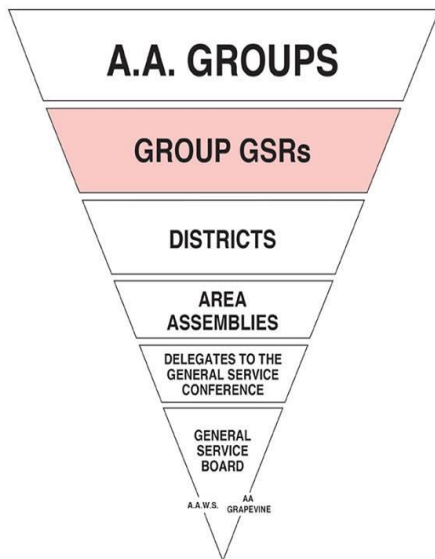 A.A. GROUPS
GROUP GSRs
DISTRICTS
AREA
ASSEMBLIES
DELEGATES TO THE
GENERAL SERVICE
CONFERENCE
GENERAL
SERVICE
BOARD
A.A.W.S.
AA
GRAPEVINE